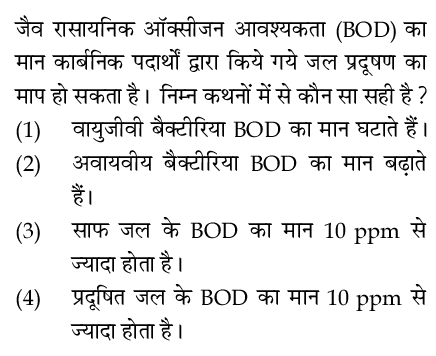 जैव रासायनिक ऑक्सीजन आवश्यकता (BOD) का
मान कार्बनिक पदार्थों द्वारा किये गये जल प्रदूषण का
माप हो सकता है। निम्न कथनों में से कौन सा सही है ?
(1) वायुजीवी बैक्टीरिया BOD का मान घटाते हैं।
(2) अवायवीय बैक्टीरिया BOD का मान बढ़ाते
हैं।
(3) साफ जल के BOD का मान 10 ppm से
ज्यादा होता है।
(4) प्रदूषित जल के BOD का मान 10 ppm से
ज्यादा होता है।